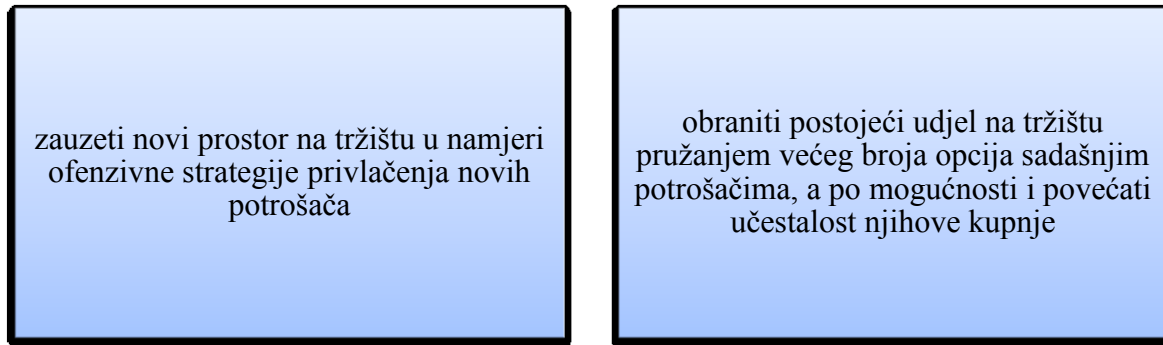 zauzeti novi prostor na tržištu u namjeri
ofenzivne strategije privlačenja novih
potrošača
obraniti postojeći udjel na tržištu
pružanjem većeg broja opcija sadašnjim
potrošačima, a po mogućnosti i povećati
učestalost njihove kupnje